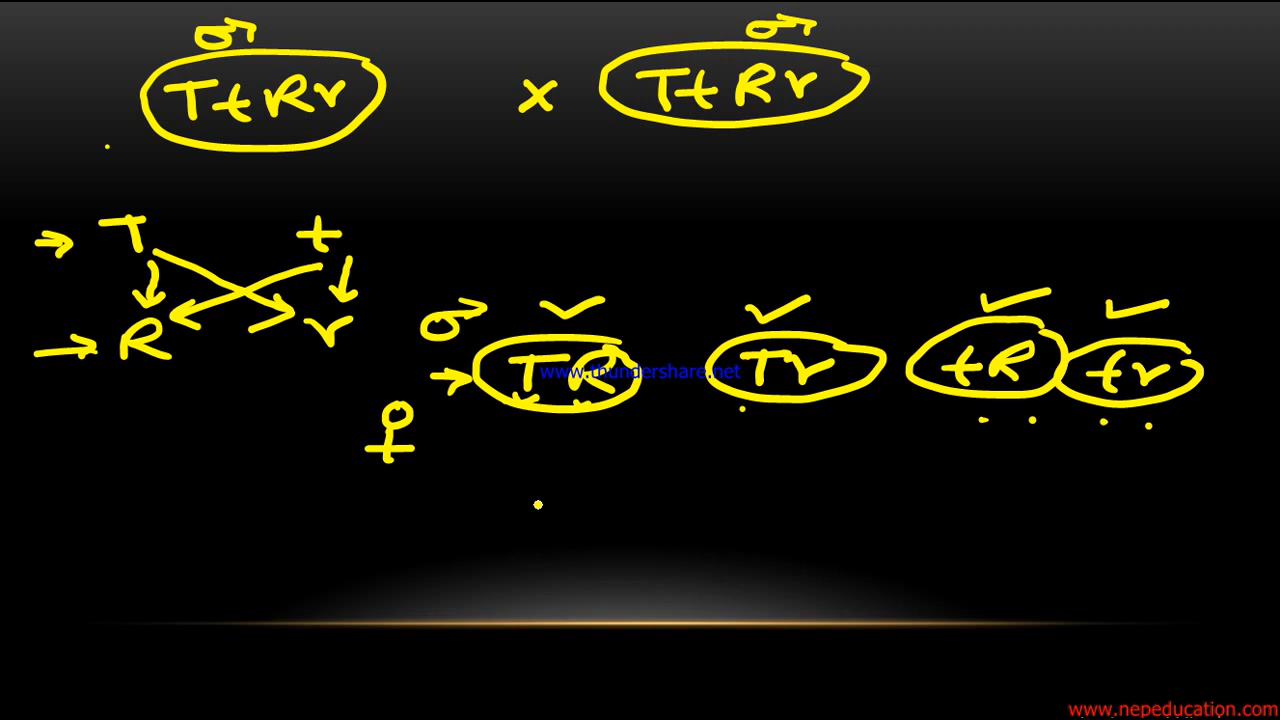 ♂ ♂
TtRr x TtRr
T t
R r
♂ TR Tr tR tr
www.thundershare.net
♀
www.nepeducation.com